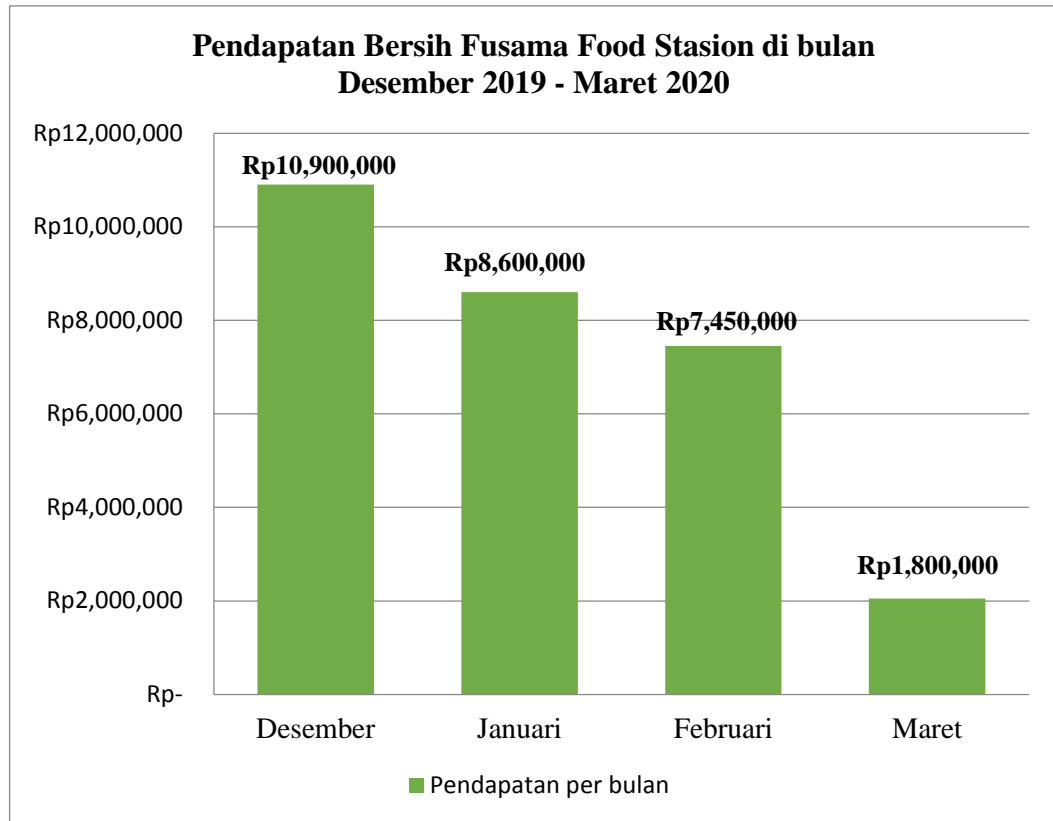 Pendapatan Bersih Fusama Food Stasion di bulan
Desember 2019 - Maret 2020
Rp12,000,000
Rp10,900,000
Rp10,000,000
Rp8,600,000
Rp8,000,000
Rp7,450,000
Rp6,000,000
Rp4,000,000
Rp1,800,000
Rp2,000,000
Rp-
Desember Januari Februari Maret
Pendapatan per bulan